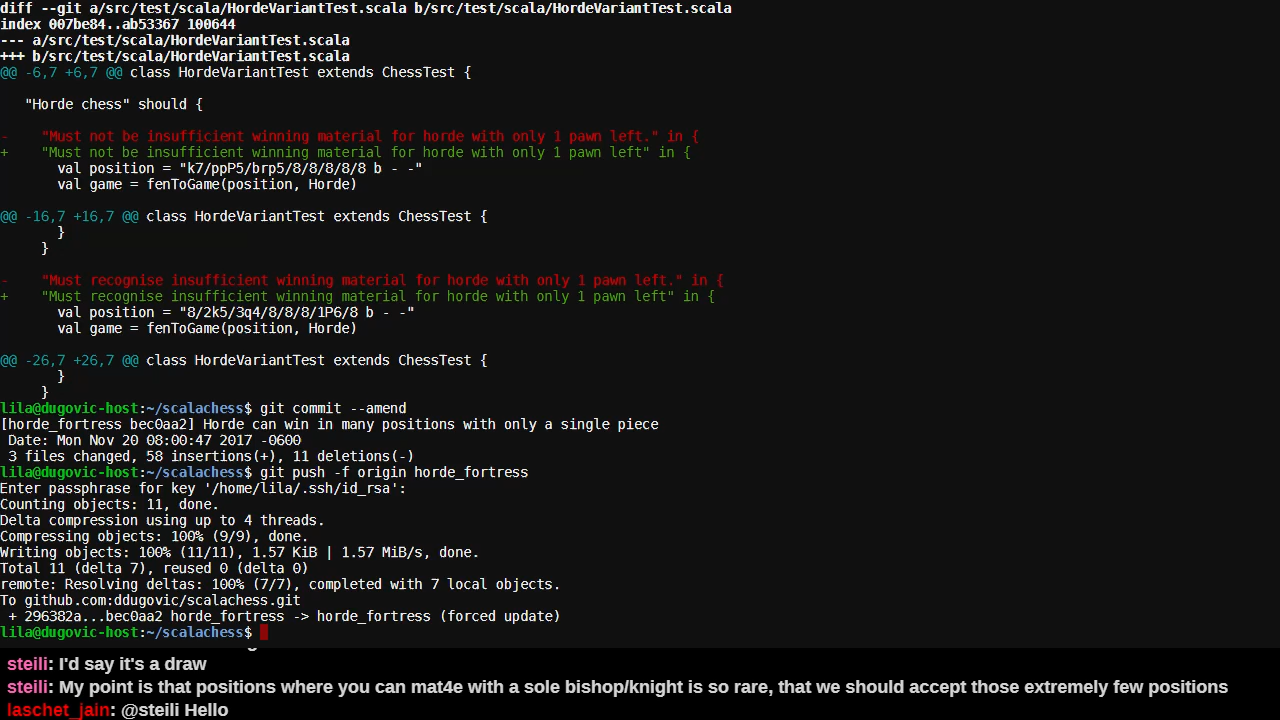 diff --git a/src/test/scala/HordeVariantTest.scala b/src/test/scala/HordeVariantTest.scala
index 007be84..ab53367 100644
--- a/src/test/scala/HordeVariantTest.scala
+++ b/src/test/scala/HordeVariantTest.scala
@@ -6,7 +6,7 @@ class HordeVariantTest extends ChessTest {
"Horde chess" should {
-    "Must not be insufficient winning material for horde with only 1 pawn left." in {
+    "Must not be insufficient winning material for horde with only 1 pawn left" in {
val position = "k7/ppP5/brp5/8/8/8/8/8 b - -"
val game = fenToGame(position, Horde)
@@ -16,7 +16,7 @@ class HordeVariantTest extends ChessTest {
}
}
-    "Must recognise insufficient winning material for horde with only 1 pawn left." in {
+    "Must recognise insufficient winning material for horde with only 1 pawn left" in {
val position = "8/2k5/3q4/8/8/8/1P6/8 b - -"
val game = fenToGame(position, Horde)
@@ -26,7 +26,7 @@ class HordeVariantTest extends ChessTest {
}
}
lila@dugovic-host:~/scalachess$ git commit --amend
[horde_fortress bec0aa2] Horde can win in many positions with only a single piece
Date: Mon Nov 20 08:00:47 2017 -0600
3 files changed, 58 insertions(+), 11 deletions(-)
lila@dugovic-host:~/scalachess$ git push -f origin horde_fortress
Enter passphrase for key '/home/lila/.ssh/id_rsa':
Counting objects: 11, done.
Delta compression using up to 4 threads.
Compressing objects: 100% (9/9), done.
Writing objects: 100% (11/11), 1.57 KiB | 1.57 MiB/s, done.
Total 11 (delta 7), reused 0 (delta 0)
remote: Resolving deltas: 100% (7/7), completed with 7 local objects.
To github.com:ddugovic/scalachess.git
+ 296382a...bec0aa2 horde_fortress -> horde_fortress (forced update)
lila@dugovic-host:~/scalachess$
steili: I'd say it's a draw
steili: My point is that positions where you can mat4e with a sole bishop/knight is so rare, that we should accept those extremely few positions
laschet_jain: @steili Hello